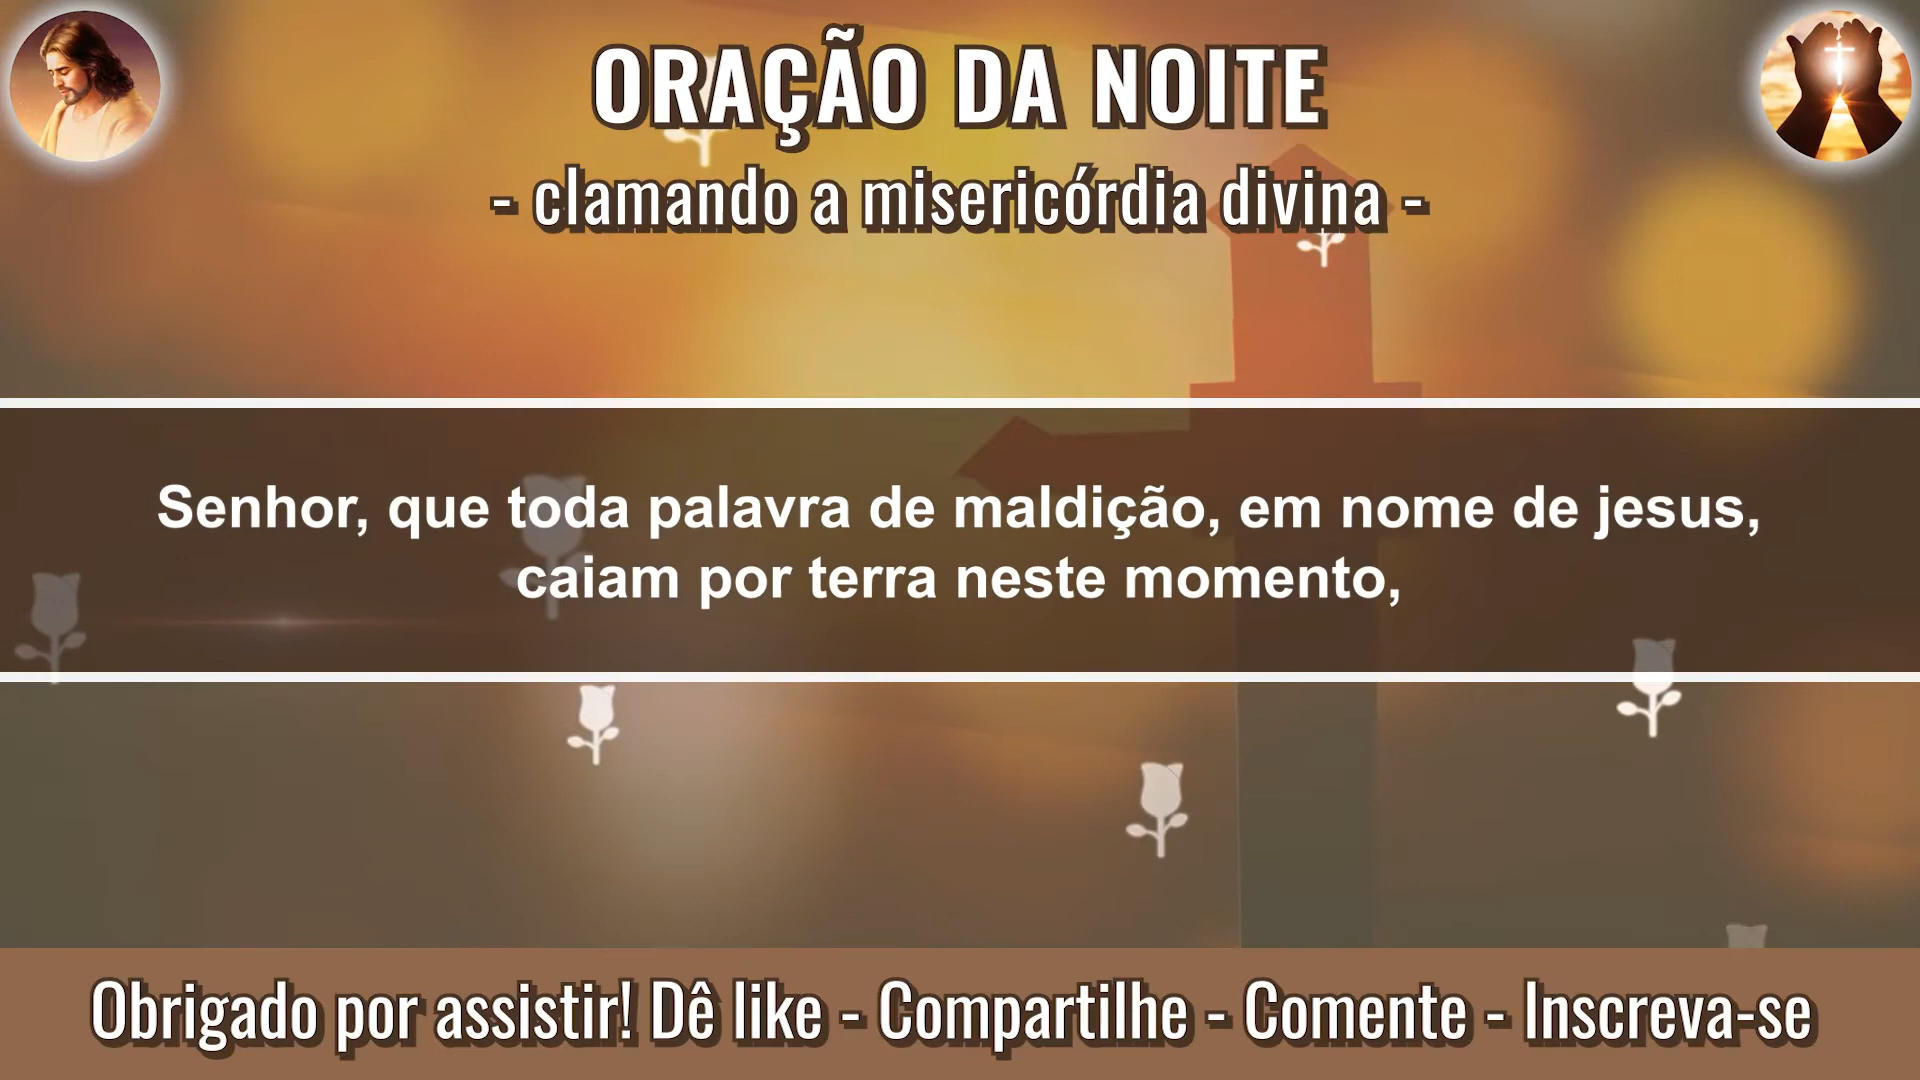 ORAÇÃO DA NOITE
- clamando a misericórdia divina -
Senhor, que toda palavra de maldição, em nome de jesus,
caiam por terra neste momento,
Obrigado por assistir! Dê like - Compartilhe - Comente - Inscreva-se